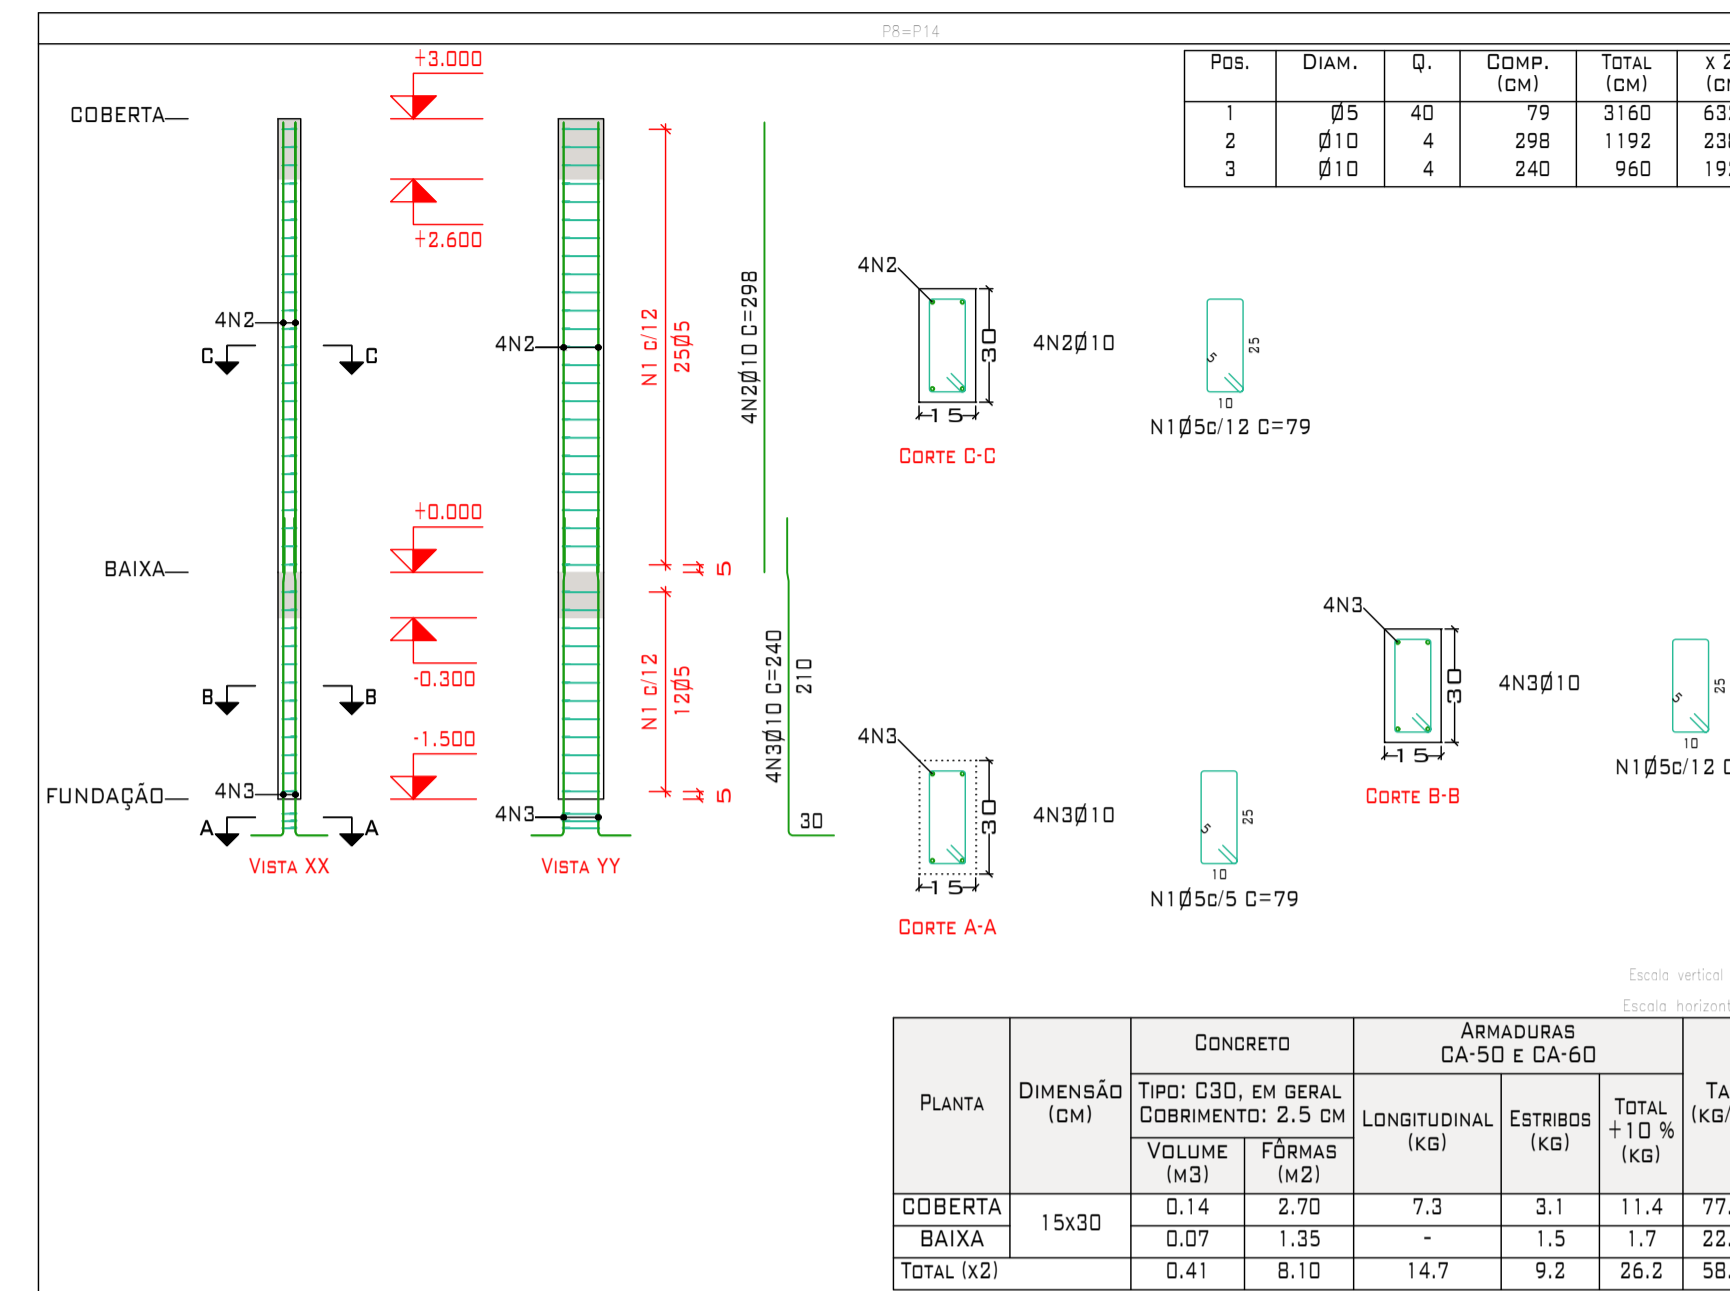 P8=P14
POS. DIAM. Q. COMP. (CM) TOTAL (CM)
1 Ø5 40 79 3160
2 Ø10 4 298 1192
3 Ø10 4 240 960
COBERTA
+3.000
+2.600
4N2
C C
4N2
N1 c/12
25Ø5
4N2Ø10 C=298
+0.000
BAIXA
5
-0.300
B B
N1 c/12
12Ø5
4N3Ø10 C=240
210
-1.500
FUNDAÇÃO
4N3
5
A A
4N3
30
VISTA XX
VISTA YY
4N2
30
15
4N2Ø10
CORTE C-C
5
25
10
N1Ø5c/12 C=79
4N3
30
15
4N3Ø10
CORTE B-B
5
25
10
N1Ø5c/12
4N3
30
15
4N3Ø10
CORTE A-A
5
25
10
N1Ø5c/5 C=79
Escala vertical
Escala
PLANTA
DIMENSÃO
(CM)
CONCRETO
TIPO: C30, EM GERAL
COBRIMENTO: 2.5 CM
VOLUME
(M3)
FÔRMAS
(M2)
ARMADURAS
CA-50 E CA-60
LONGITUDINAL
(KG)
ESTRIBOS
(KG)
TOTAL
+10 %
(KG)
COBERTA 15x30 0.14 2.70 7.3 3.1 11.4
BAIXA 0.07 1.35 - 1.5 1.7
TOTAL (X2) 0.41 8.10 14.7 9.2 26.2